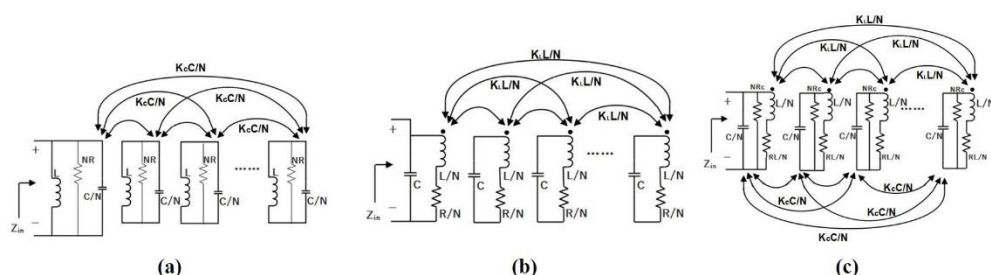 KcC/N
KcC/N
KcC/N
KcC/N
+
L
NR
C/N
Zin
−
L
NR
C/N
L
NR
C/N
......
L
NR
C/N
(a)
KLL/N
KLL/N
KLL/N
KLL/N
+
C
L/N
R/N
Zin
−
C
L/N
R/N
C
L/N
R/N
......
C
L/N
R/N
(b)
KLL/N
KLL/N
KLL/N
KLL/N
+
NRc
L/N
C/N
RL/N
Zin
−
NRc
L/N
C/N
RL/N
NRc
L/N
C/N
RL/N
......
NRc
L/N
C/N
RL/N
KcC/N
KcC/N
KcC/N
KcC/N
(c)